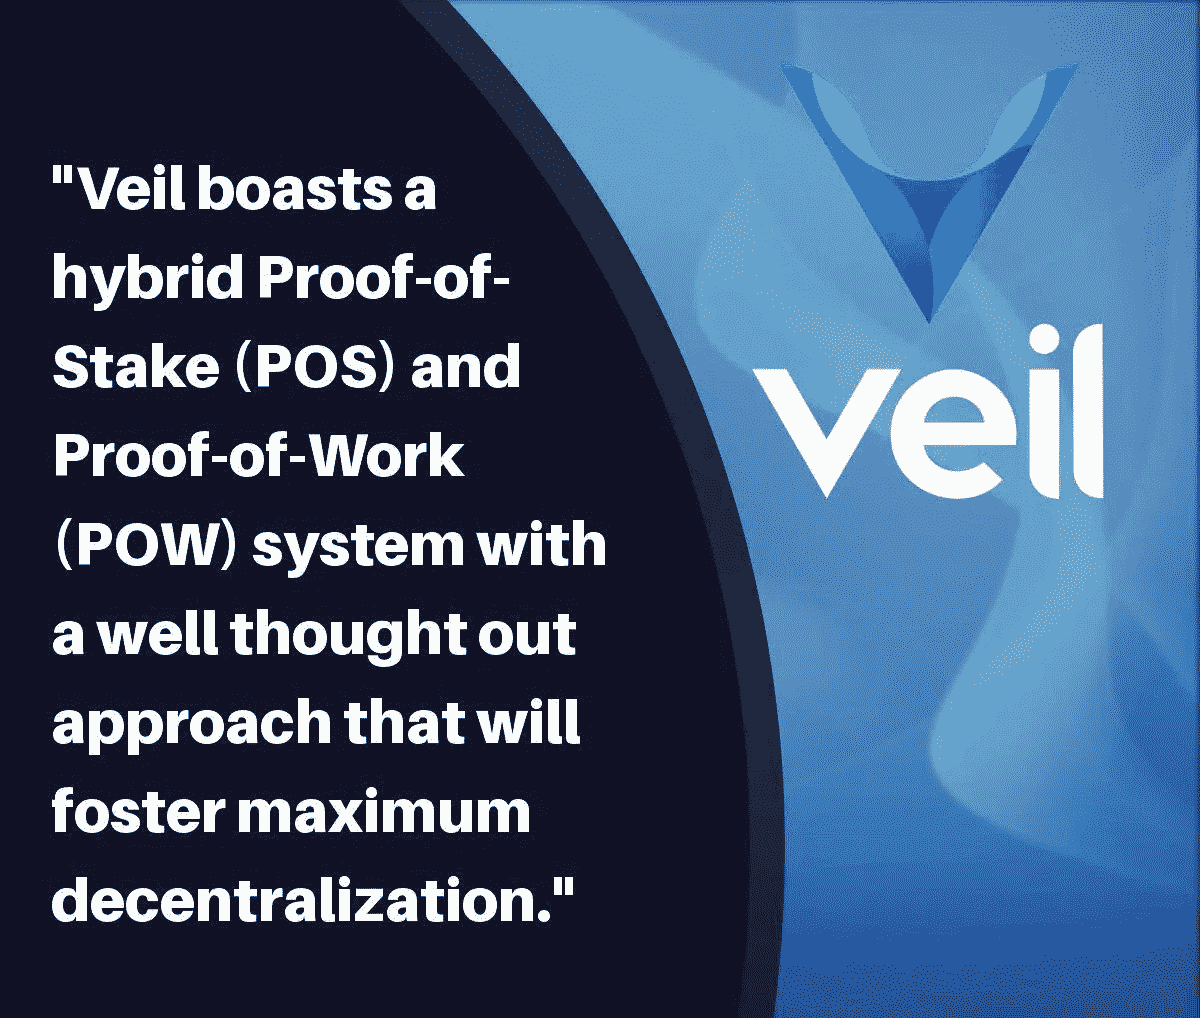 "Veil boasts a
hybrid Proof-of-
Stake (POS) and
Proof-of-Work
(POW) system with
a well thought out
approach that will
foster maximum
decentralization."
veil